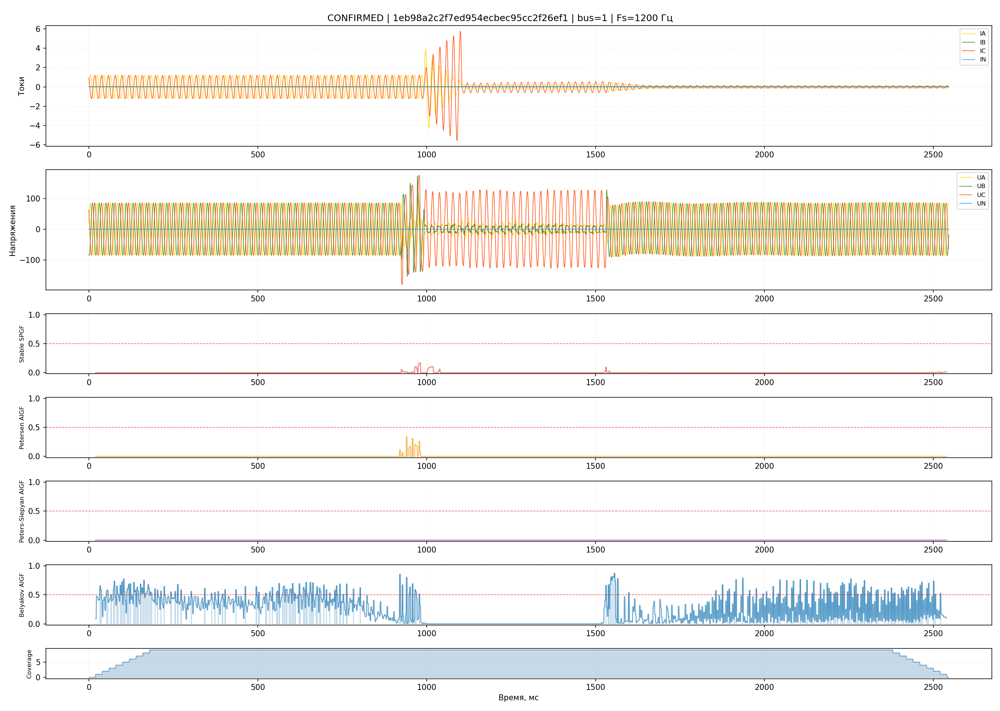 CONFIRMED | 1eb98a2c2f7ed954ecbec95cc2f26ef1 | bus=1 | Fs=1200 Гц
Токи
6
4
2
0
−2
−4
−6
IA
IB
IC
IN
0 500 1000 1500 2000 2500
Напряжения
100
0
−100
UA
UB
UC
UN
0 500 1000 1500 2000 2500
Stable SPGF
1.0
0.5
0.0
0 500 1000 1500 2000 2500
Petersen AIGF
1.0
0.5
0.0
0 500 1000 1500 2000 2500
Peters-Slepyan AIGF
1.0
0.5
0.0
0 500 1000 1500 2000 2500
Belyakov AIGF
1.0
0.5
0.0
0 500 1000 1500 2000 2500
Coverage
5
0
0 500 1000 1500 2000 2500
Время, мс